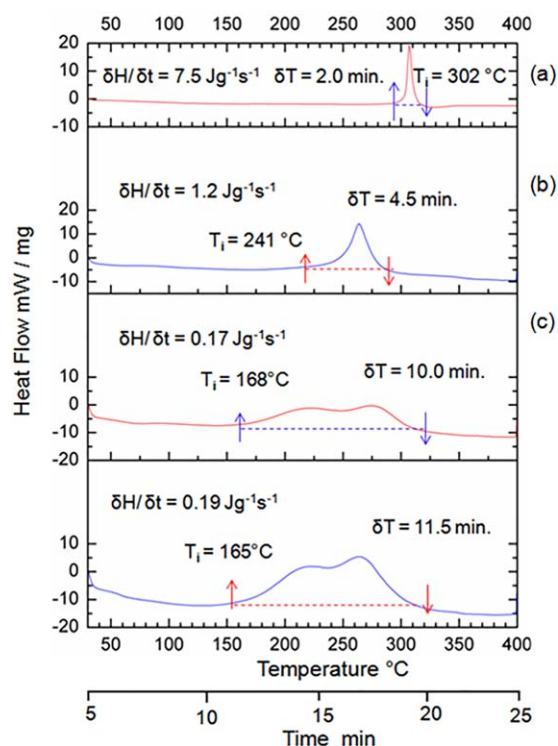 50 100 150 200 250 300 350 400
20
10
0
-10
δH/δt = 7.5 Jg⁻¹s⁻¹ δT = 2.0 min. Tᵢ = 302 °C
(a)
20
10
0
-5
-10
δH/δt = 1.2 Jg⁻¹s⁻¹
δT = 4.5 min.
Tᵢ = 241 °C
(b)
10
0
-10
-20
δH/δt = 0.17 Jg⁻¹s⁻¹
δT = 10.0 min.
Tᵢ = 168°C
(c)
10
0
-10
-20
δH/δt = 0.19 Jg⁻¹s⁻¹
δT = 11.5 min.
Tᵢ = 165°C
Heat Flow mW / mg
50 100 150 200 250 300 350 400
Temperature °C
5 10 15 20 25
Time min